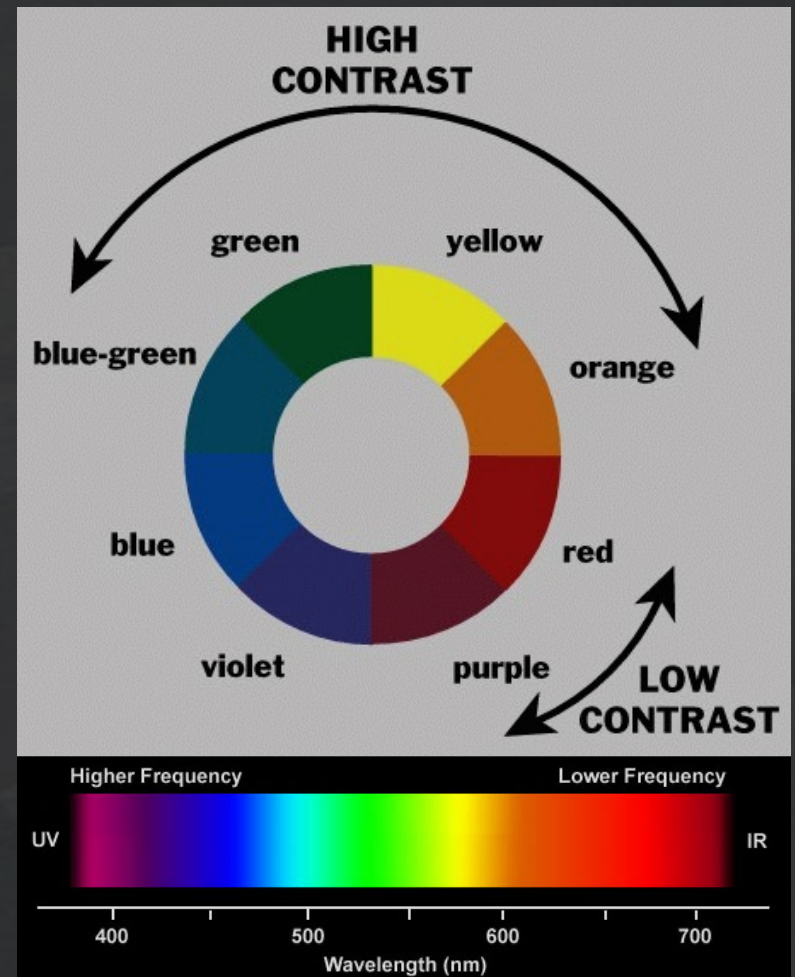 HIGH
CONTRAST
green
yellow
blue-green
orange
blue
red
violet
purple
LOW
CONTRAST
Higher Frequency
Lower Frequency
UV
IR
400
500
600
700
Wavelength (nm)